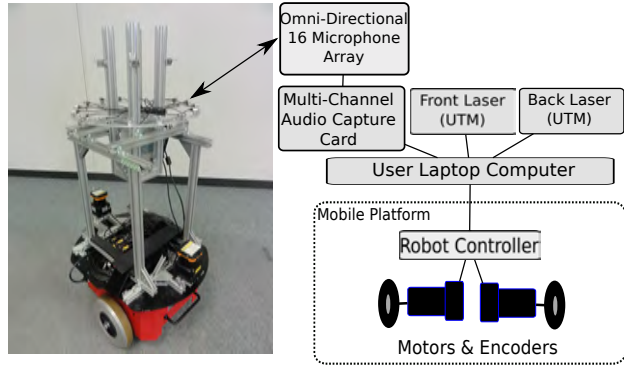 Omni-Directional
16 Microphone
Array
Multi-Channel
Audio Capture
Card
Front Laser
(UTM)
Back Laser
(UTM)
User Laptop Computer
Mobile Platform
Robot Controller
Motors & Encoders